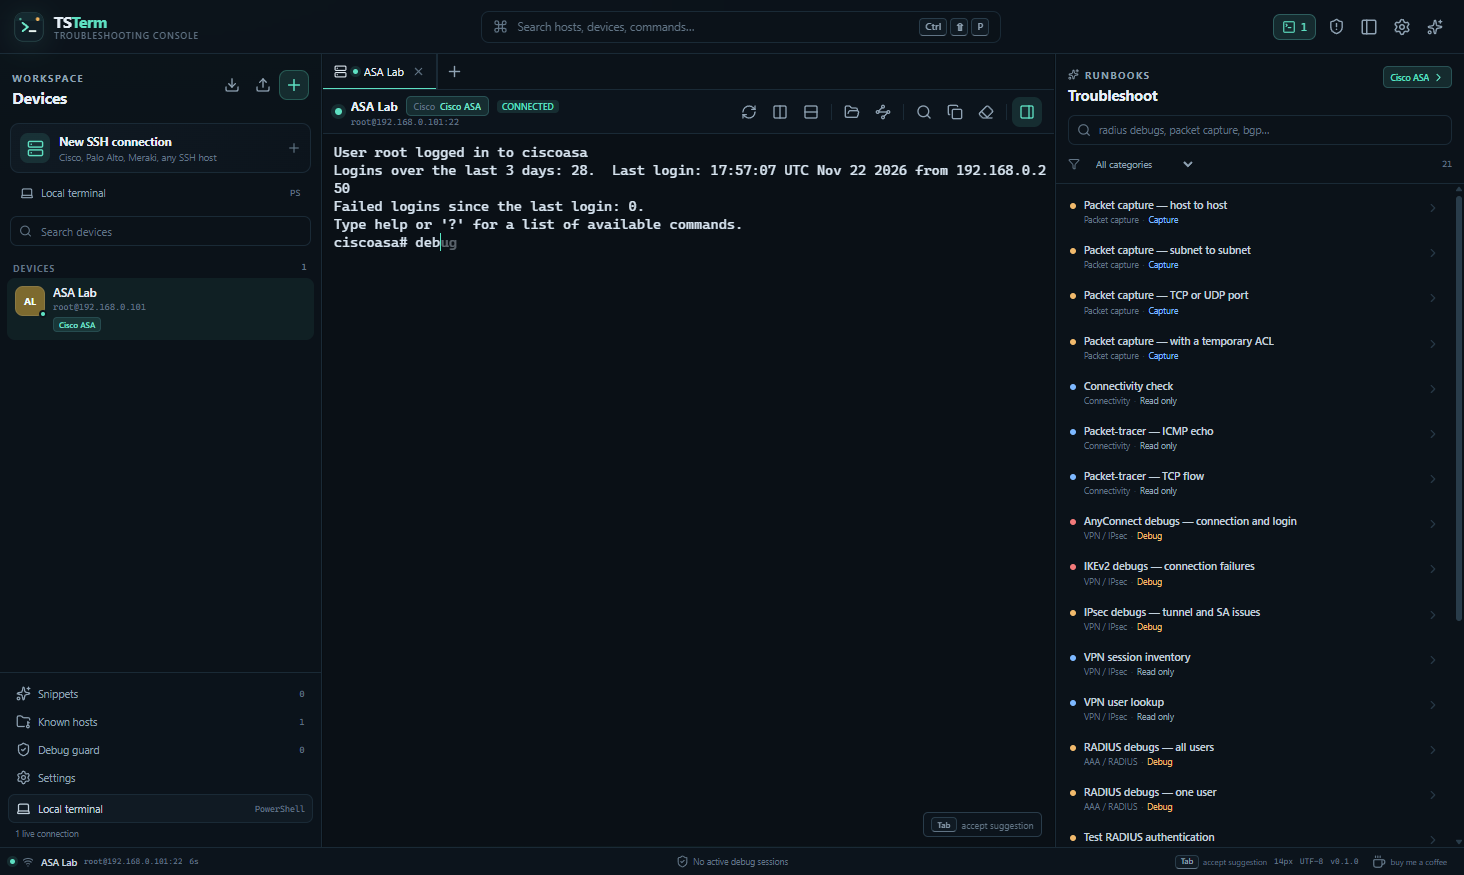 TSTerm
TROUBLESHOOTING CONSOLE
Search hosts, devices, commands...
Ctrl
P
1
WORKSPACE
Devices
New SSH connection
Cisco, Palo Alto, Meraki, any SSH host
Local terminal PS
Search devices
DEVICES 1
AL
ASA Lab
root@192.168.0.101
Cisco ASA
Snippets 0
Known hosts 1
Debug guard 0
Settings
Local terminal PowerShell
1 live connection
ASA Lab
ASA Lab Cisco Cisco ASA CONNECTED
root@192.168.0.101:22
User root logged in to ciscoasa
Logins over the last 3 days: 28.  Last login: 17:57:07 UTC Nov 22 2026 from 192.168.0.2
50
Failed logins since the last login: 0.
Type help or '?' for a list of available commands.
ciscoasa# debug
Tab accept suggestion
RUNBOOKS
Troubleshoot
Cisco ASA
radius debugs, packet capture, bgp...
All categories 21
Packet capture — host to host
Packet capture · Capture
Packet capture — subnet to subnet
Packet capture · Capture
Packet capture — TCP or UDP port
Packet capture · Capture
Packet capture — with a temporary ACL
Packet capture · Capture
Connectivity check
Connectivity · Read only
Packet-tracer — ICMP echo
Connectivity · Read only
Packet-tracer — TCP flow
Connectivity · Read only
AnyConnect debugs — connection and login
VPN / IPsec · Debug
IKEv2 debugs — connection failures
VPN / IPsec · Debug
IPsec debugs — tunnel and SA issues
VPN / IPsec · Debug
VPN session inventory
VPN / IPsec · Read only
VPN user lookup
VPN / IPsec · Read only
RADIUS debugs — all users
AAA / RADIUS · Debug
RADIUS debugs — one user
AAA / RADIUS · Debug
Test RADIUS authentication
ASA Lab root@192.168.0.101:22 6s
No active debug sessions
Tab accept suggestion 14px UTF-8 v0.1.0 buy me a coffee